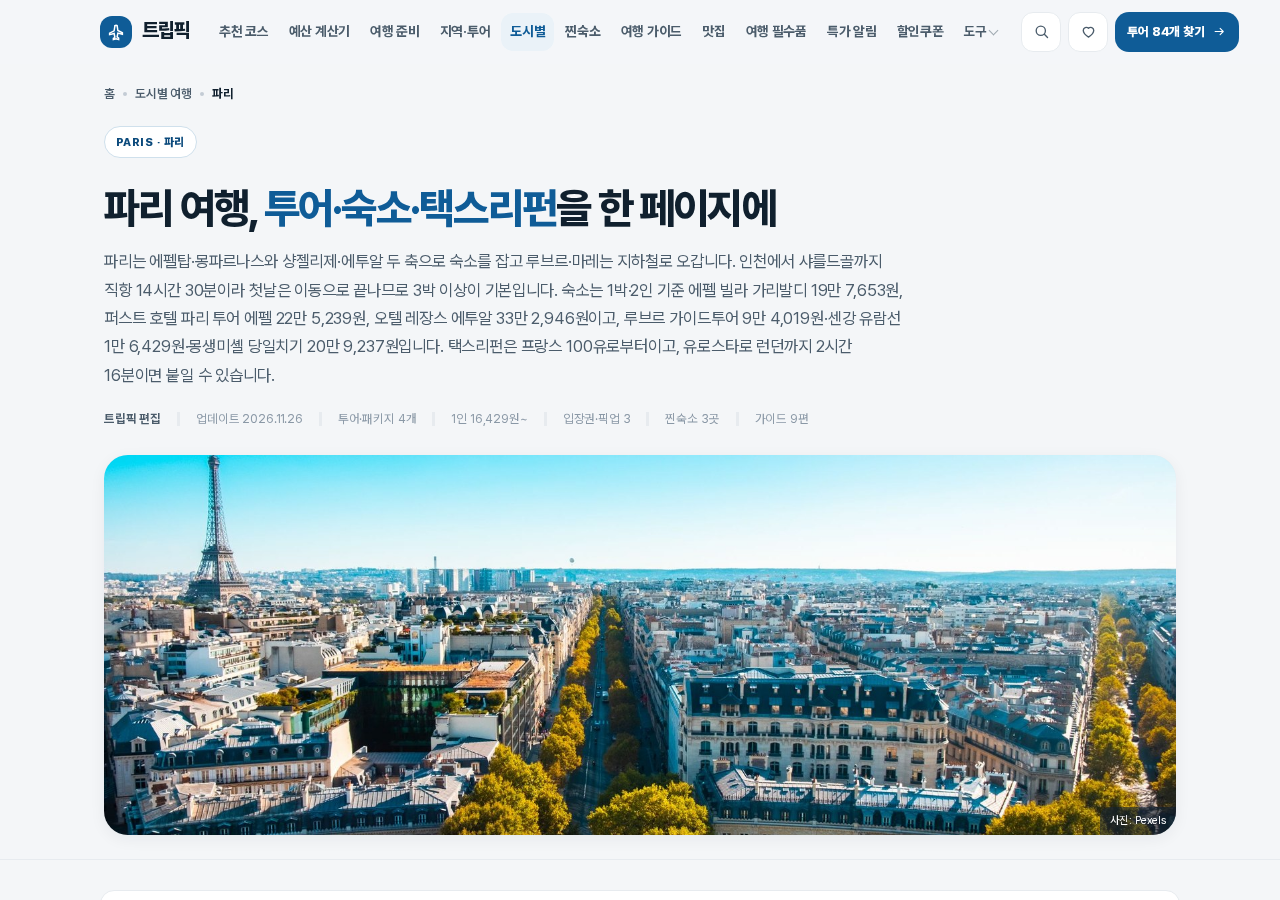 트립픽
추천 코스
예산 계산기
여행 준비
지역·투어
도시별
찐숙소
여행 가이드
맛집
여행 필수품
특가 알림
할인쿠폰
도구
투어 84개 찾기 →
홈 • 도시별 여행 • 파리
PARIS · 파리
파리 여행, 투어·숙소·택스리펀을 한 페이지에
파리는 에펠탑·몽파르나스와 샹젤리제·에투알 두 축으로 숙소를 잡고 루브르·마레는 지하철로 오갑니다. 인천에서 샤를드골까지
직항 14시간 30분이라 첫날은 이동으로 끝나므로 3박 이상이 기본입니다. 숙소는 1박·2인 기준 에펠 빌라 가리발디 19만 7,653원,
퍼스트 호텔 파리 투어 에펠 22만 5,239원, 오텔 레장스 에투알 33만 2,946원이고, 루브르 가이드투어 9만 4,019원·센강 유람선
1만 6,429원·몽생미셸 당일치기 20만 9,237원입니다. 택스리펀은 프랑스 100유로부터이고, 유로스타로 런던까지 2시간
16분이면 붙일 수 있습니다.
트립픽 편집
업데이트 2026.11.26
투어·패키지 4개
1인 16,429원~
입장권·픽업 3
찐숙소 3곳
가이드 9편
사진: Pexels